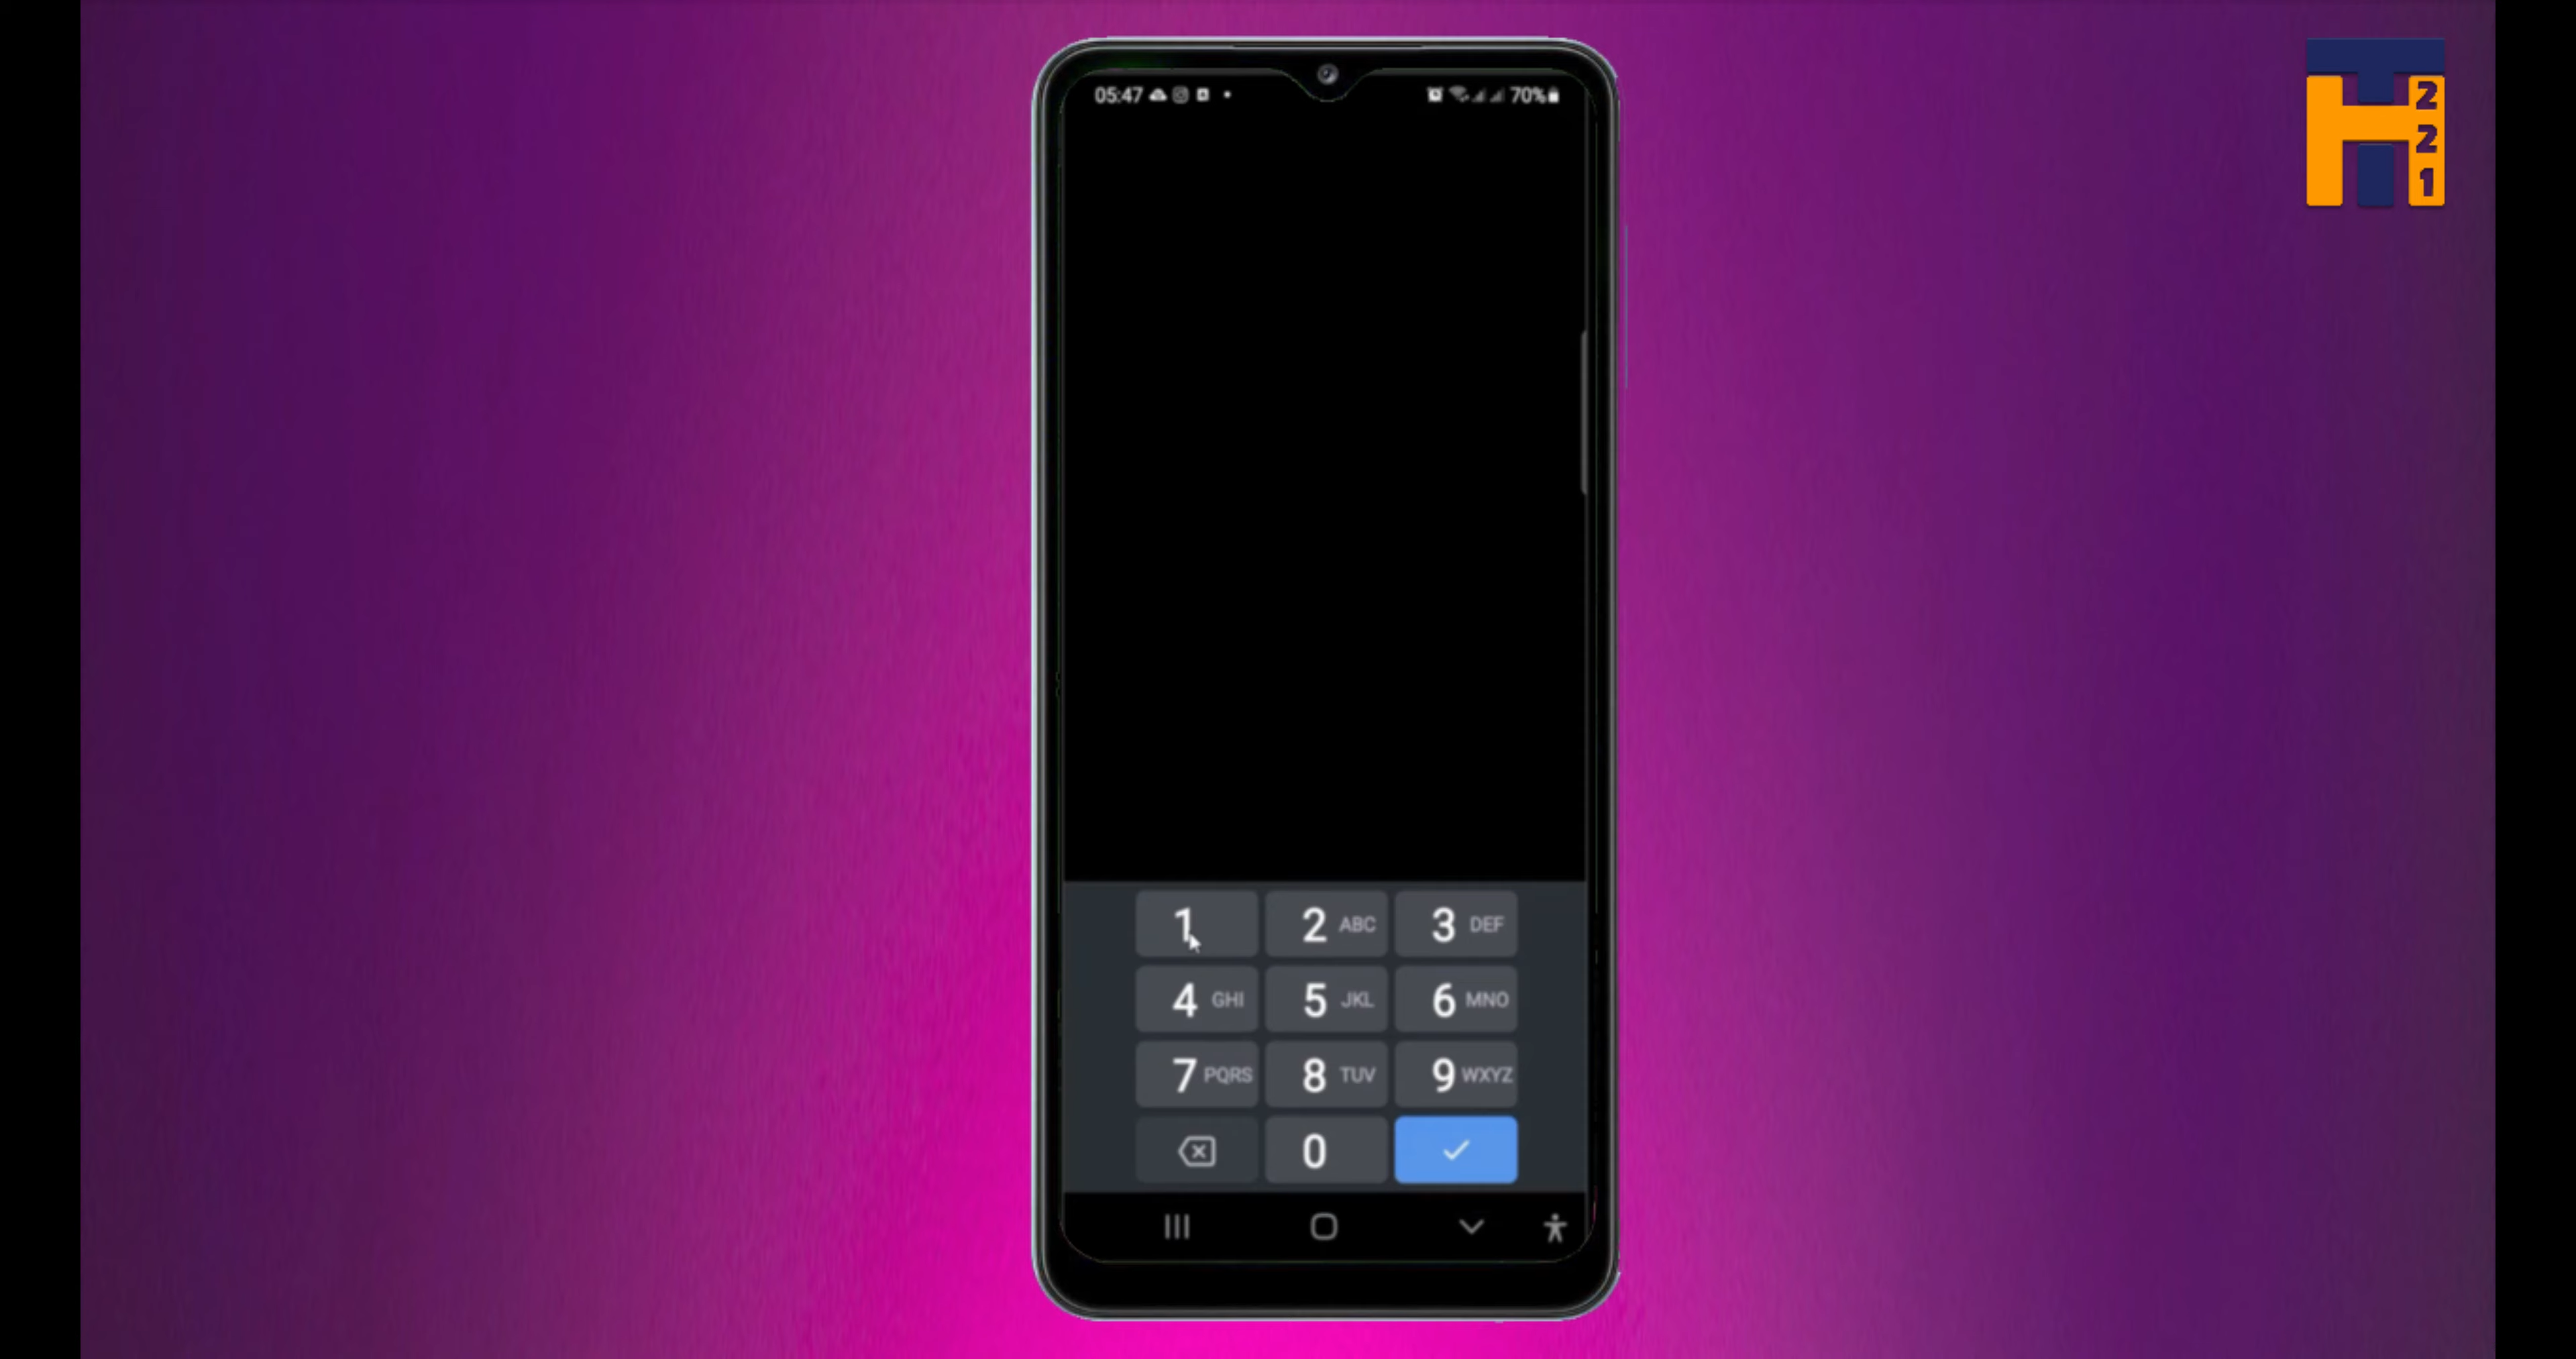 05:47
70%
TH
2
2
1
1
2 ABC
3 DEF
4 GHI
5 JKL
6 MNO
7 PQRS
8 TUV
9 WXYZ
0